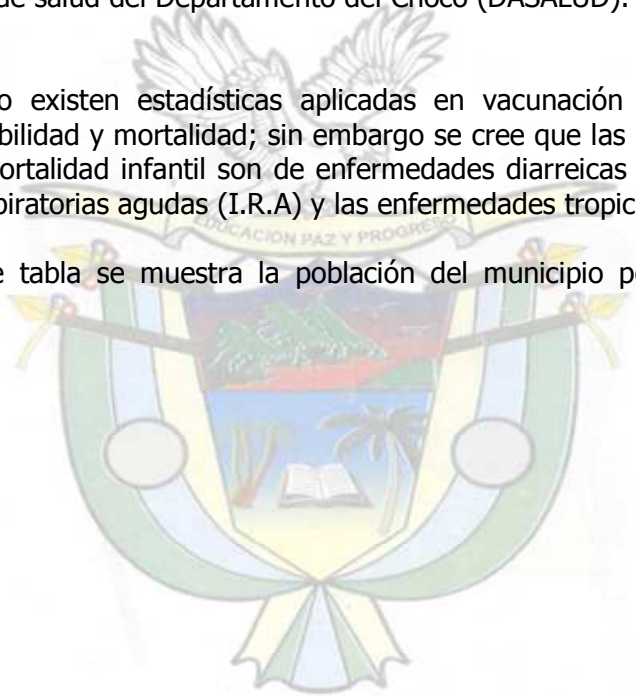 de salud del Departamento del Chocó (DASALUD).
o existen estadísticas aplicadas en vacunación
bilidad y mortalidad; sin embargo se cree que las
ortalidad infantil son de enfermedades diarreicas
piratorias agudas (I.R.A) y las enfermedades tropic
EDUCACION PAZ Y PROGRESO
e tabla se muestra la población del municipio p